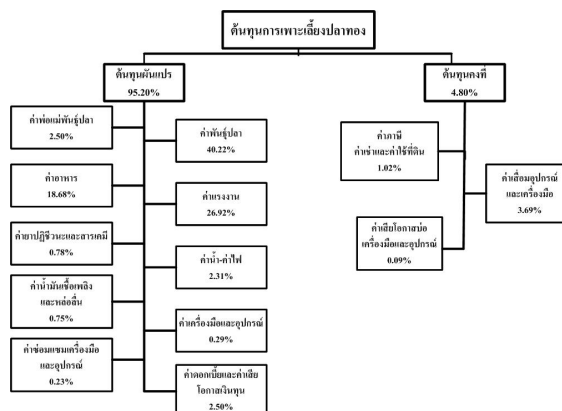 ต้นทุนการเพาะเลี้ยงปลาทอง
ต้นทุนผันแปร
95.20%
ต้นทุนคงที่
4.80%
ค่าพ่อแม่พันธุ์ปลา
2.50%
ค่าพันธุ์ปลา
40.22%
ค่าอาหาร
18.68%
ค่าแรงงาน
26.92%
ค่ายาปฏิชีวนะและสารเคมี
0.78%
ค่าน้ำ-ค่าไฟ
2.31%
ค่าน้ำมันเชื้อเพลิง
และหล่อลื่น
0.75%
ค่าเครื่องมือและอุปกรณ์
0.29%
ค่าซ่อมแซมเครื่องมือ
และอุปกรณ์
0.23%
ค่าดอกเบี้ยและค่าเสีย
โอกาสเงินทุน
2.50%
ค่าภาษี
ค่าเช่าและค่าใช้ที่ดิน
1.02%
ค่าเสื่อมอุปกรณ์
และเครื่องมือ
3.69%
ค่าเสียโอกาสบ่อ
เครื่องมือและอุปกรณ์
0.09%